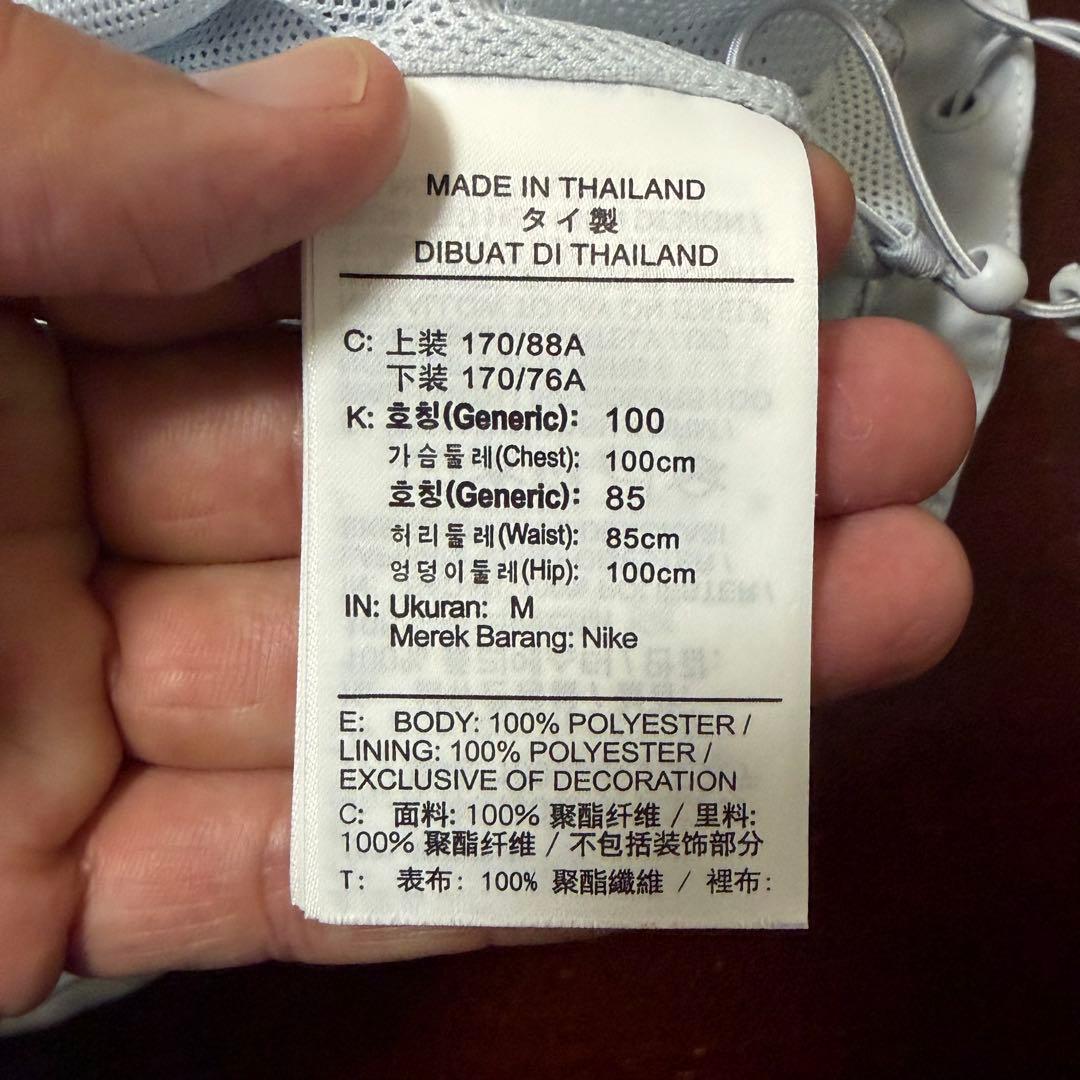 MADE IN THAILAND
タイ製
DIBUAT DI THAILAND
C: 上装 170/88A
下装 170/76A
K: 호칭(Generic): 100
가슴둘레(Chest): 100cm
호칭(Generic): 85
허리둘레(Waist): 85cm
엉덩이둘레(Hip): 100cm
IN: Ukuran: M
Merek Barang: Nike
E: BODY: 100% POLYESTER /
LINING: 100% POLYESTER /
EXCLUSIVE OF DECORATION
C: 面料: 100% 聚酯纤维 / 里料:
100% 聚酯纤维 / 不包括装饰部分
T: 表布: 100% 聚酯纖維 / 裡布: